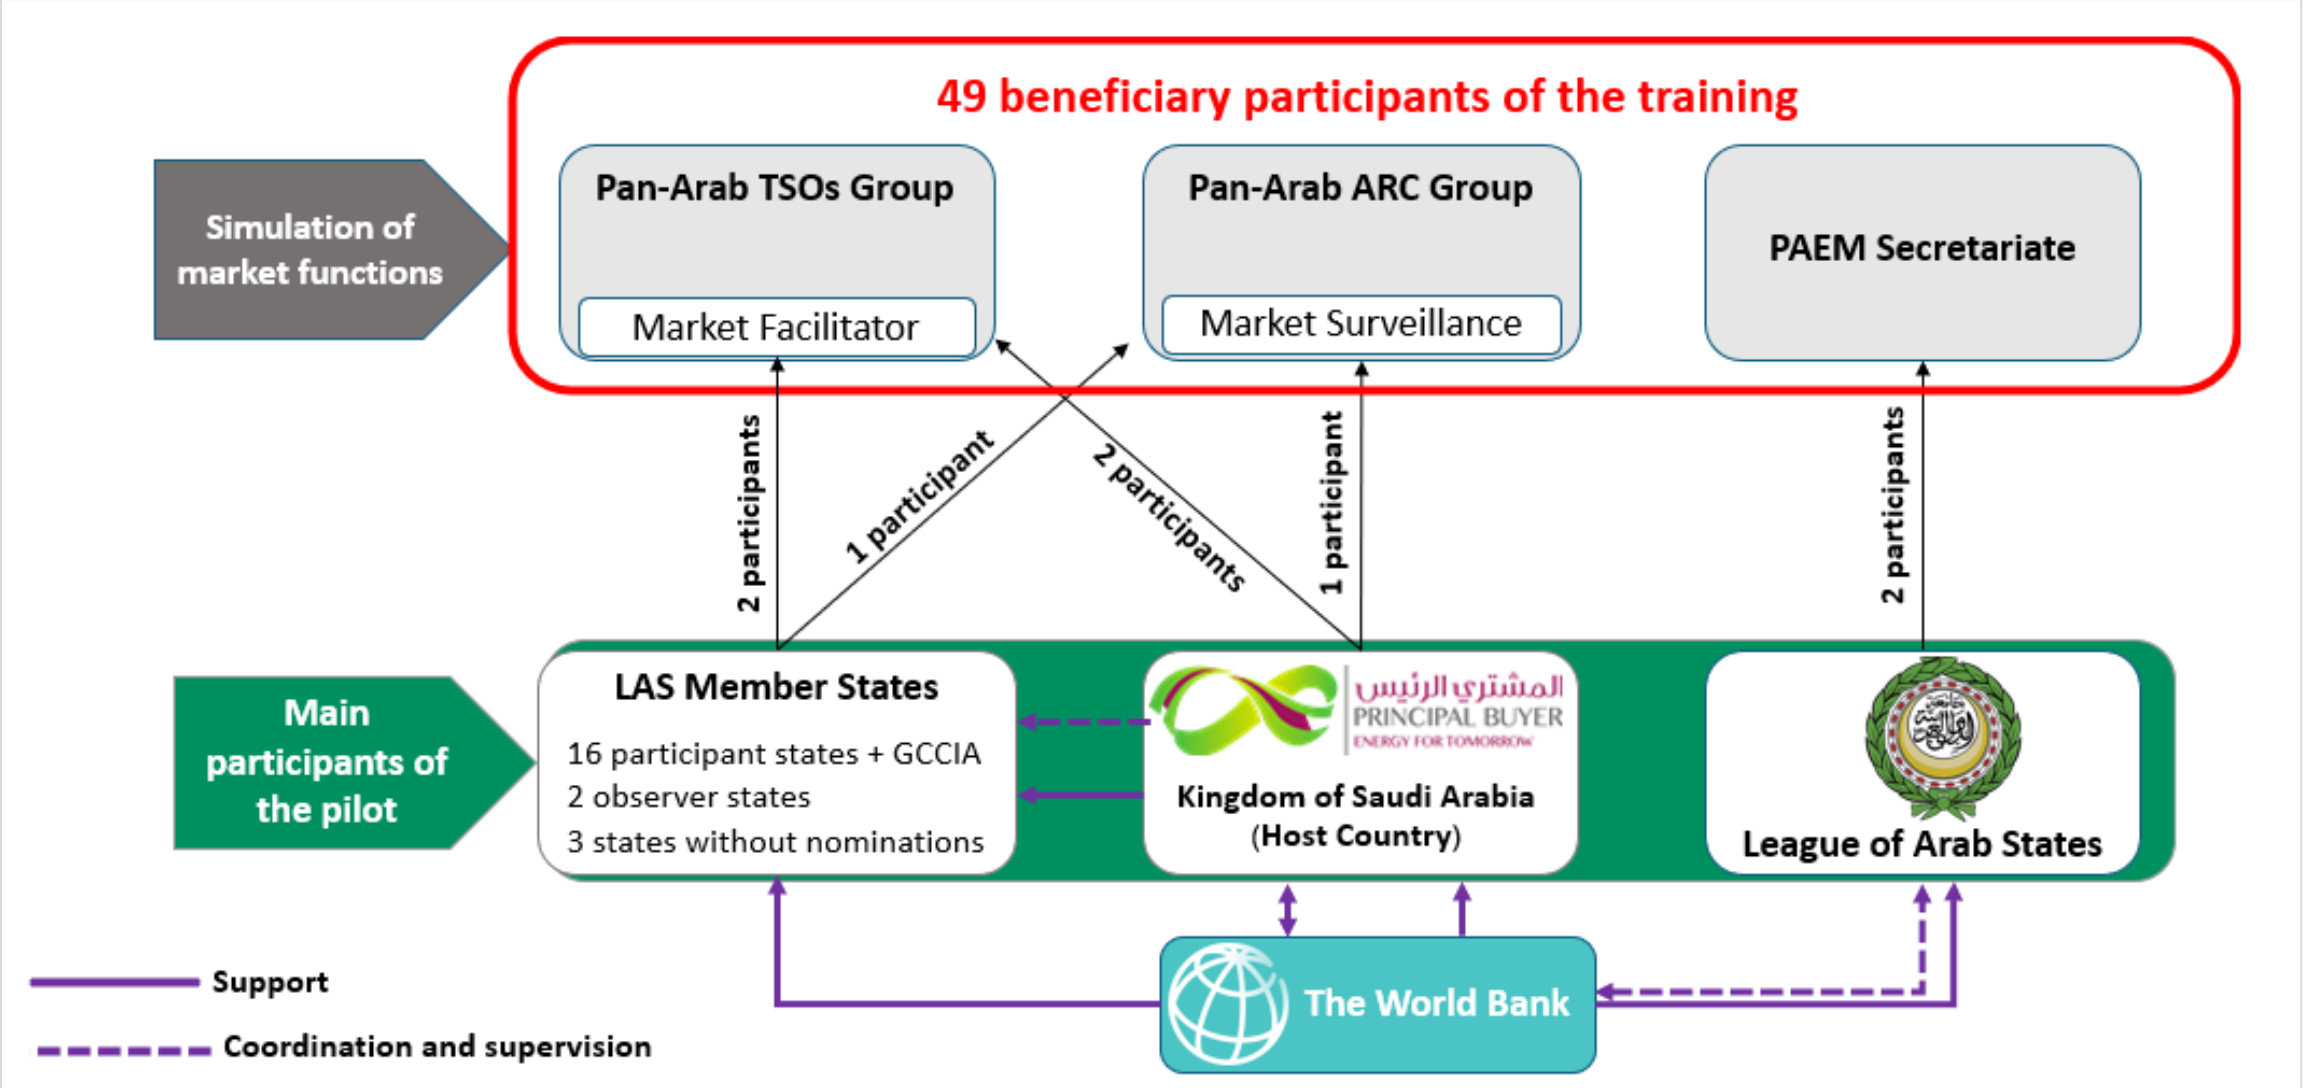 49 beneficiary participants of the training
Simulation of
market functions
Pan-Arab TSOs Group
Market Facilitator
Pan-Arab ARC Group
Market Surveillance
PAEM Secretariate
2 participants
1 participant
2 participants
1 participant
2 participants
Main
participants of
the pilot
LAS Member States
16 participant states + GCCIA
2 observer states
3 states without nominations
المشتري الرئيس
PRINCIPAL BUYER
ENERGY FOR TOMORROW
Kingdom of Saudi Arabia
(Host Country)
League of Arab States
The World Bank
Support
Coordination and supervision